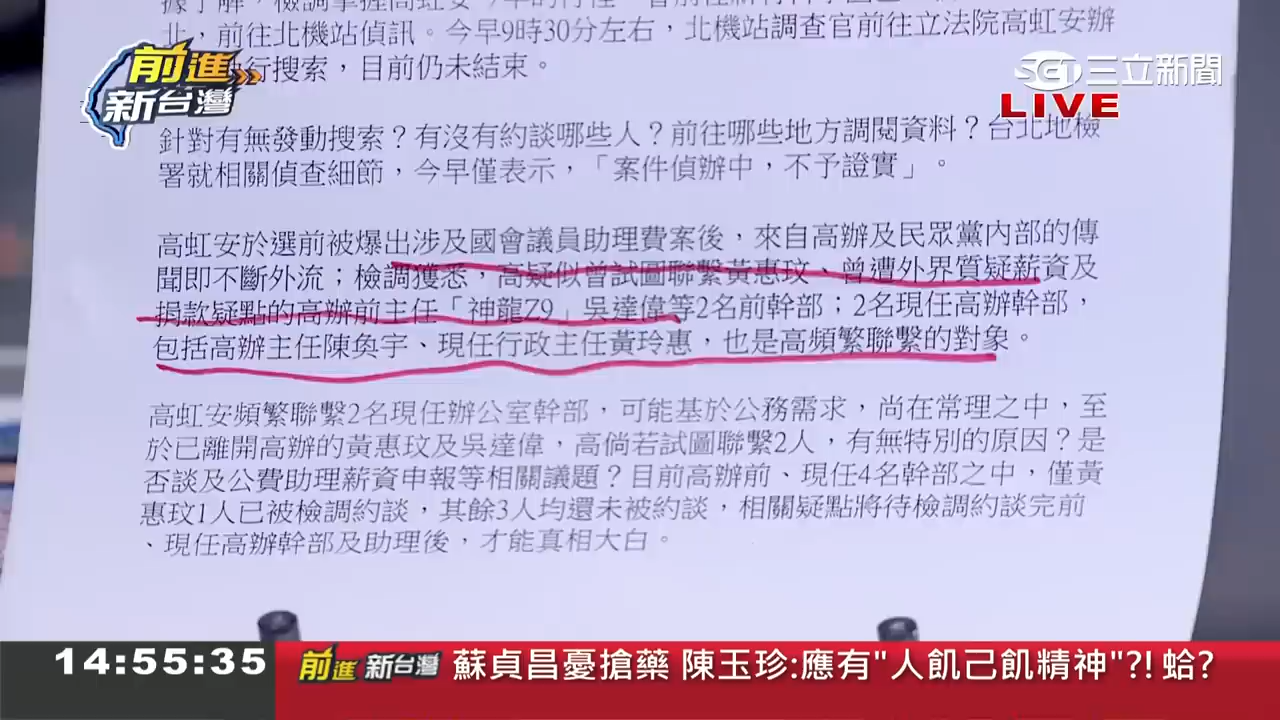 北，前往北機站偵訊。今早9時30分左右，北機站調查官前往立法院高虹安辦
行搜索，目前仍未結束。
前進
新台灣
SET三立新聞
LIVE
針對有無發動搜索？有沒有約談哪些人？前往哪些地方調閱資料？台北地檢
署就相關偵查細節，今早僅表示，「案件偵辦中，不予證實」。
高虹安於選前被爆出涉及國會議員助理費案後，來自高辦及民眾黨內部的傳
聞即不斷外流；檢調獲悉，高疑似曾試圖聯繫黃惠玟、曾遭外界質疑薪資及
捐款疑點的高辦前主任「神龍Z9」吳達偉等2名前幹部；2名現任高辦幹部，
包括高辦主任陳奐宇、現任行政主任黃玲惠，也是高頻繁聯繫的對象。
高虹安頻繁聯繫2名現任辦公室幹部，可能基於公務需求，尚在常理之中，至
於已離開高辦的黃惠玟及吳達偉，高倘若試圖聯繫2人，有無特別的原因？是
否談及公費助理薪資申報等相關議題？目前高辦前、現任4名幹部之中，僅黃
惠玟1人已被檢調約談，其餘3人均還未被約談，相關疑點將待檢調約談完前
、現任高辦幹部及助理後，才能真相大白。
14:55:35
前進新台灣 蘇貞昌憂搶藥 陳玉珍:應有"人飢己飢精神"?! 蛤?